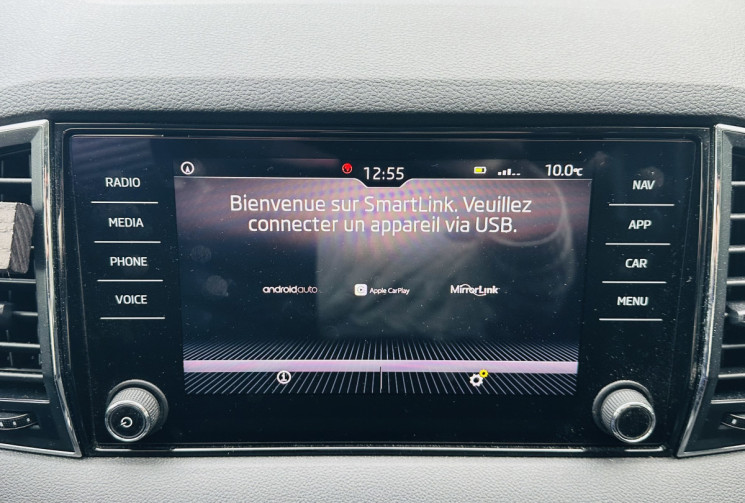 12:55
10.0°C
RADIO
MEDIA
PHONE
VOICE
Bienvenue sur SmartLink. Veuillez
connecter un appareil via USB.
androidauto
Apple CarPlay
MirrorLink
NAV
APP
CAR
MENU